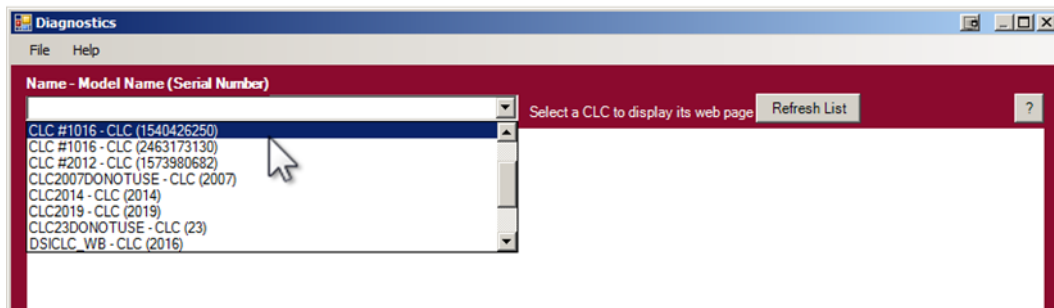 Diagnostics
File Help
Name - Model Name (Serial Number)
Select a CLC to display its web page Refresh List ?
CLC #1016 - CLC (1540426250)
CLC #1016 - CLC (2463173130)
CLC #2012 - CLC (1573980682)
CLC2007DONOTUSE - CLC (2007)
CLC2014 - CLC (2014)
CLC2019 - CLC (2019)
CLC23DONOTUSE - CLC (23)
DSICLC_WB - CLC (2016)